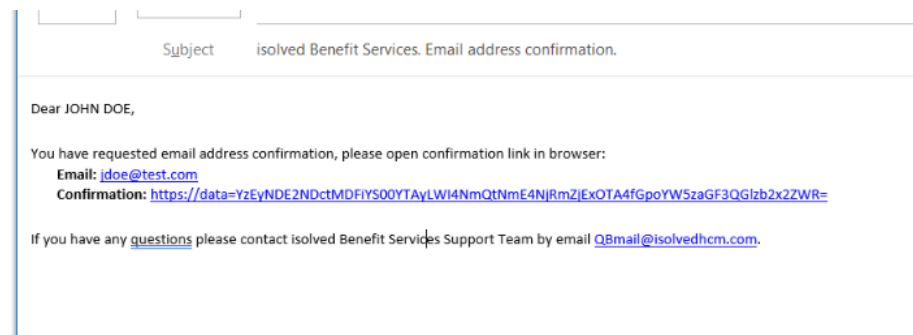 Subject isolved Benefit Services. Email address confirmation.
Dear JOHN DOE,
You have requested email address confirmation, please open confirmation link in browser:
Email: jdoe@test.com
Confirmation: https://data=YzEyNDE2NDctMDFiYS00YTAyLWI4NmQtNmE4NjRmZjExOTA4fGpoYW5zaGF3QGlzb2x2ZWR=
If you have any questions please contact isolved Benefit Services Support Team by email QBmail@isolvedhcm.com.